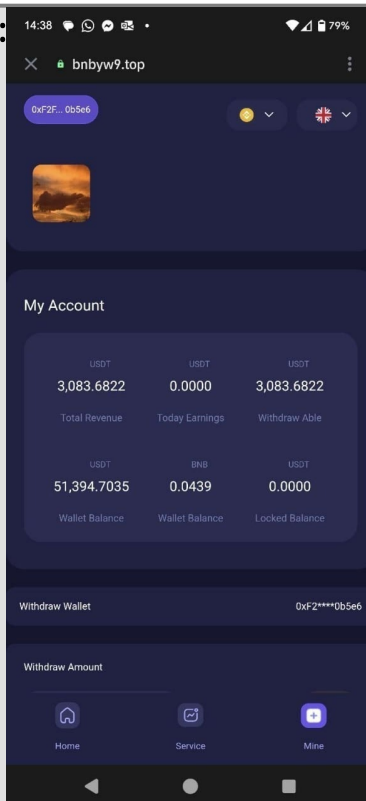 14:38 79%
bnbyw9.top
0xF2F... 0b5e6
My Account
USDT USDT USDT
3,083.6822 0.0000 3,083.6822
Total Revenue Today Earnings Withdraw Able
USDT BNB USDT
51,394.7035 0.0439 0.0000
Wallet Balance Wallet Balance Locked Balance
Withdraw Wallet 0xF2****0b5e6
Withdraw Amount
Home Service Mine